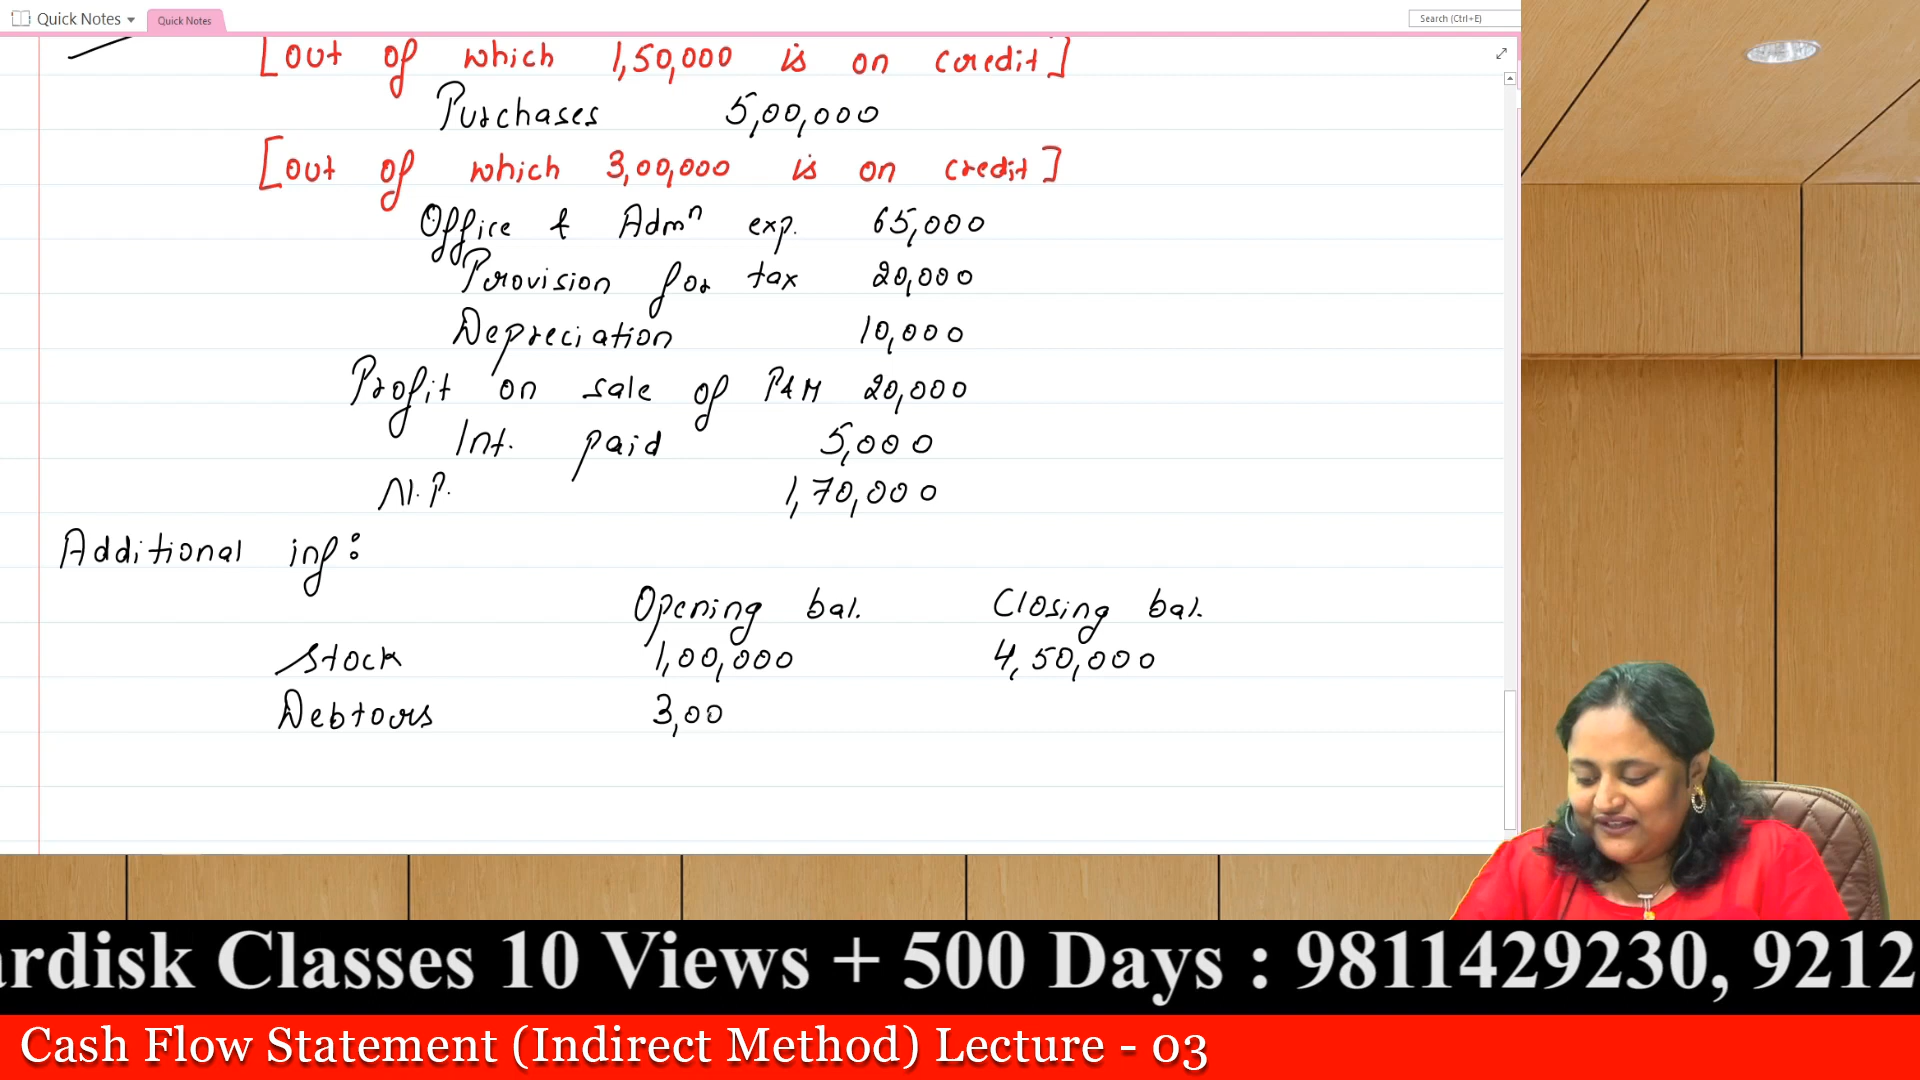 Quick Notes
Quick Notes
Search (Ctrl+E)
[out of which 1,50,000 is on credit]
Purchases 5,00,000
[out of which 3,00,000 is on credit]
Office & Admⁿ exp. 65,000
Provision for tax 20,000
Depreciation 10,000
Profit on sale of P&M 20,000
Int. paid 5,000
N.P. 1,70,000
Additional inf:
Opening bal. Closing bal.
Stock 1,00,000 4,50,000
Debtors 3,00
ardisk Classes 10 Views + 500 Days : 9811429230, 9212
Cash Flow Statement (Indirect Method) Lecture - 03